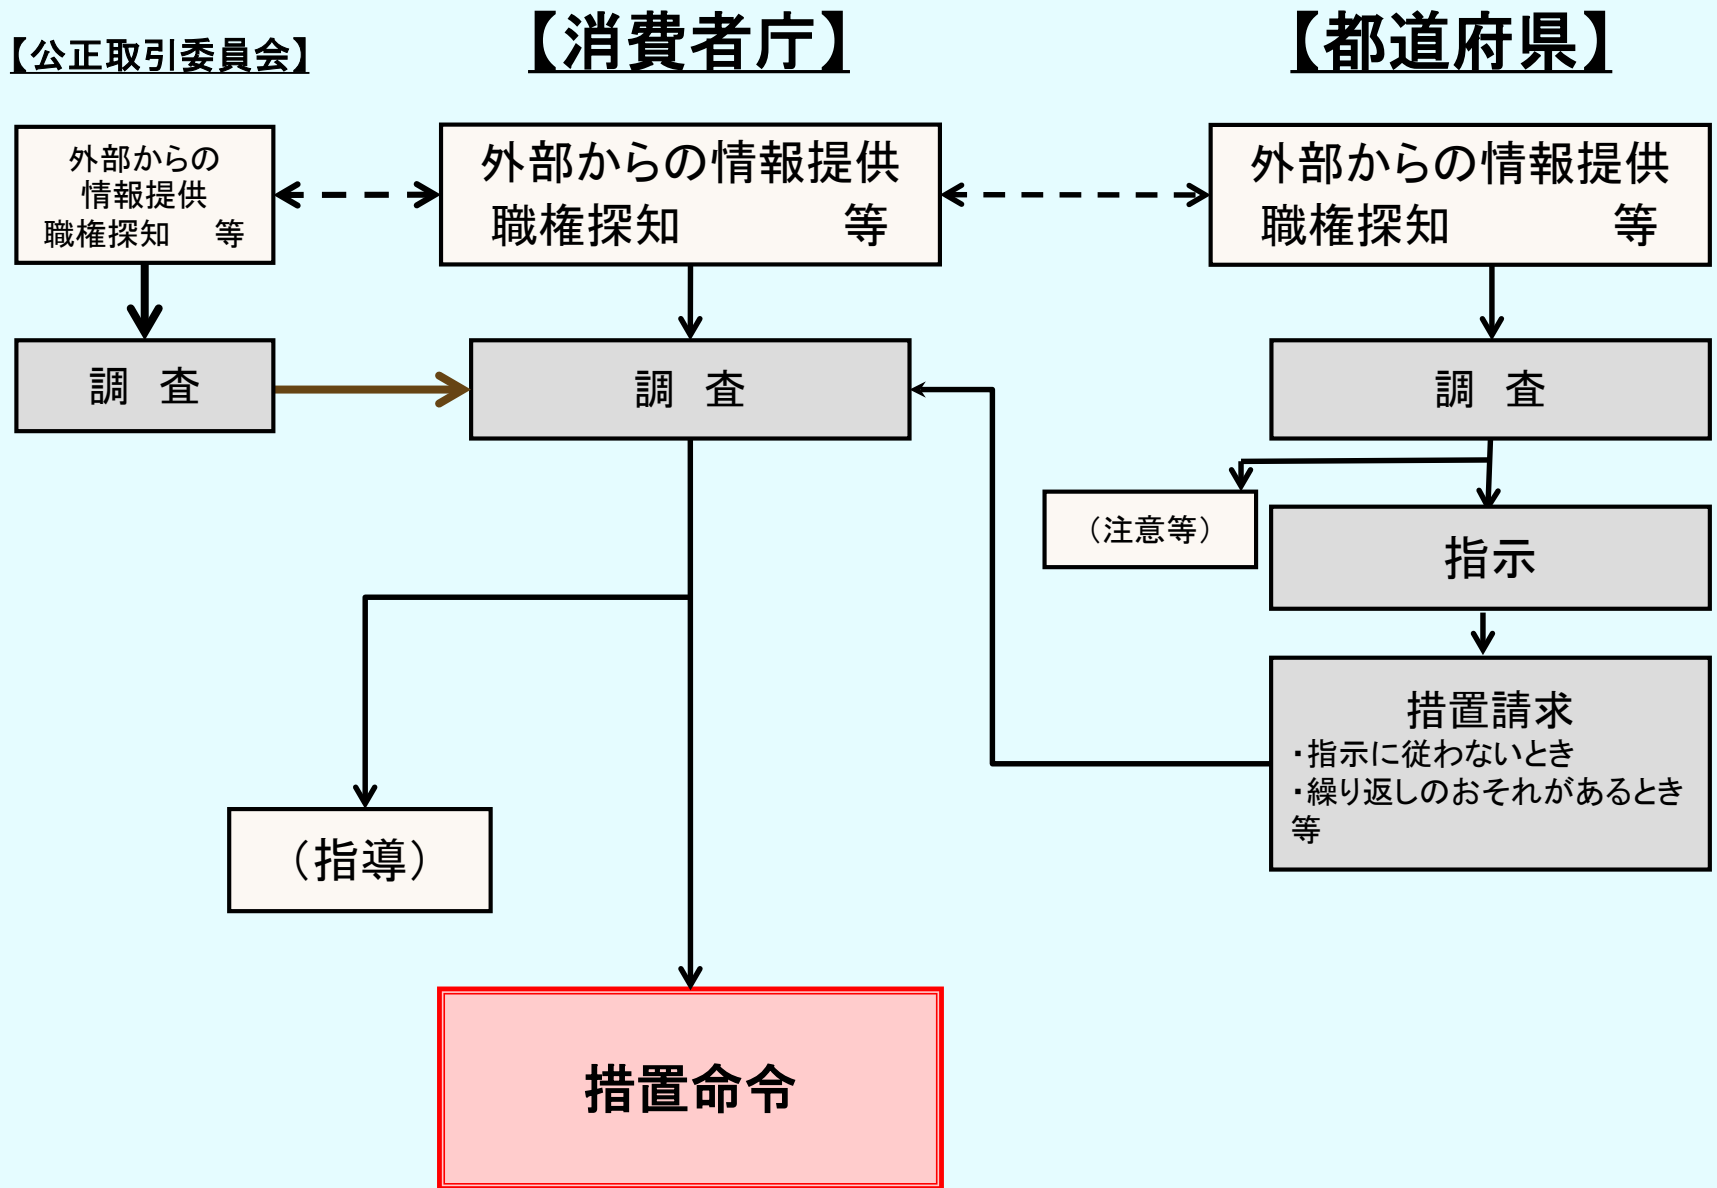 【公正取引委員会】
【消費者庁】
【都道府県】
外部からの
情報提供
職権探知　等
外部からの情報提供
職権探知　等
外部からの情報提供
職権探知　等
調　査
調　査
調　査
（注意等）
指示
措置請求
・指示に従わないとき
・繰り返しのおそれがあるとき
等
（指導）
措置命令